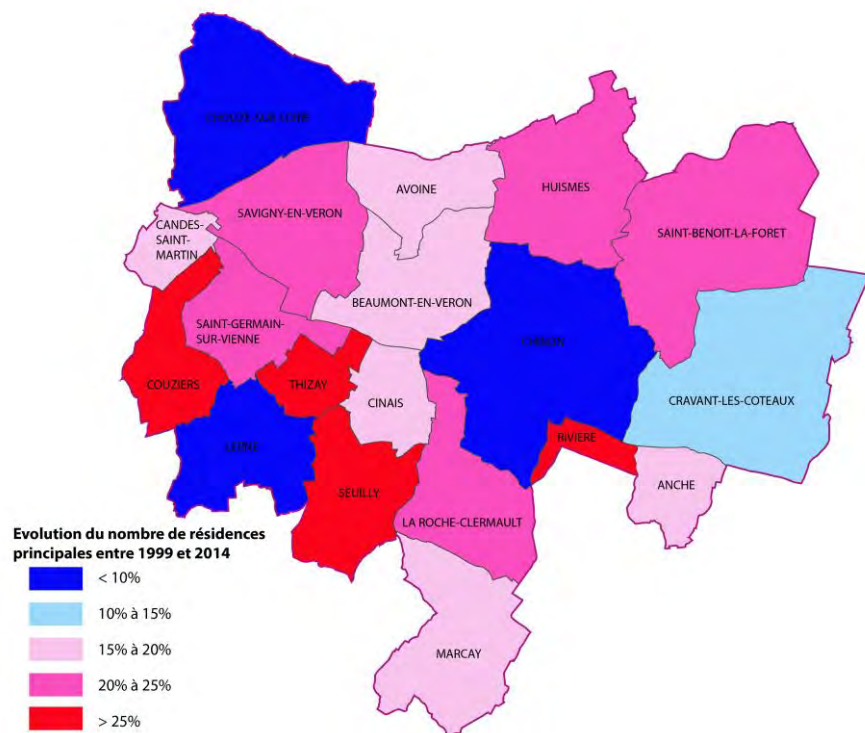 CHOUZE-SUR-LOIRE
AVOINE
HUISMES
SAVIGNY-EN-VERON
CANDES-
SAINT-
MARTIN
SAINT-BENOIT-LA-FORET
BEAUMONT-EN-VERON
SAINT-GERMAIN-
SUR-VIENNE
CHINON
COUZIERS
THIZAY
CINAIS
CRAVANT-LES-COTEAUX
LERNE
RIVIERE
SEUILLY
ANCHE
LA ROCHE-CLERMAULT
MARCAY
Evolution du nombre de résidences
principales entre 1999 et 2014
< 10%
10% à 15%
15% à 20%
20% à 25%
> 25%